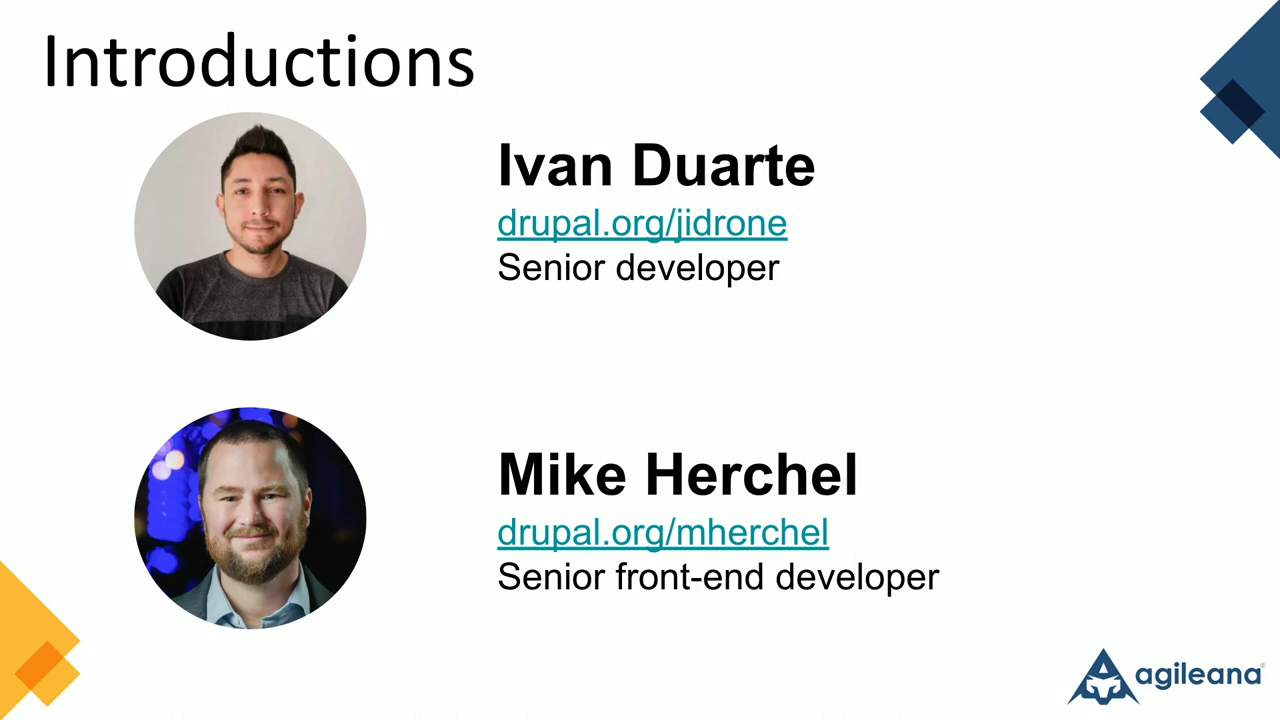 Introductions
Ivan Duarte
drupal.org/jidrone
Senior developer
Mike Herchel
drupal.org/mherchel
Senior front-end developer
agileana®